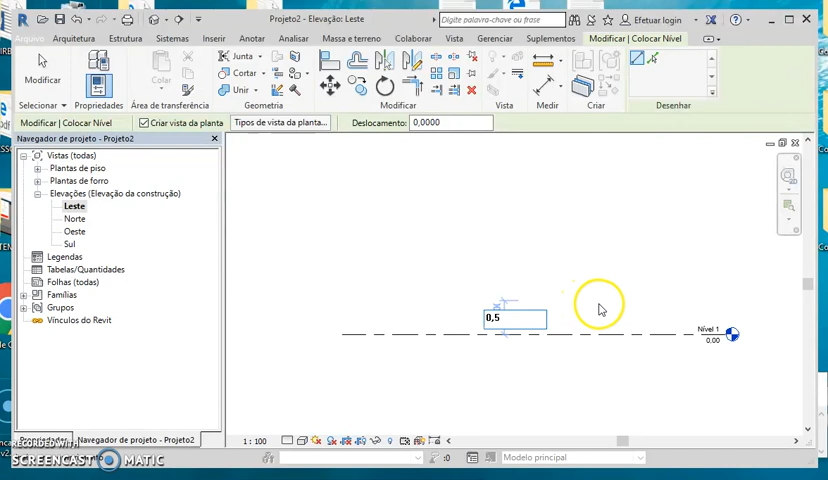 Projeto2 - Elevação: Leste
Digite palavra-chave ou frase
Efetuar login
Arquivo Arquitetura Estrutura Sistemas Inserir Anotar Analisar Massa e terreno Colaborar Vista Gerenciar Suplementos Modificar | Colocar Nível
Modificar
Propriedades
Colar
Junta
Cortar
Unir
Medir
Criar
Selecionar
Área de transferência
Geometria
Modificar
Vista
Desenhar
Modificar | Colocar Nível
Criar vista da planta
Tipos de vista da planta...
Deslocamento: 0,0000
Navegador de projeto - Projeto2
Vistas (todas)
Plantas de piso
Plantas de forro
Elevações (Elevação da construção)
Leste
Norte
Oeste
Sul
Legendas
Tabelas/Quantidades
Folhas (todas)
Famílias
Grupos
Vínculos do Revit
0,5
Nível 1
0,00
Navegador de projeto - Projeto2
1 : 100
RECORDED WITH
SCREENCAST MATIC
:0
Modelo principal